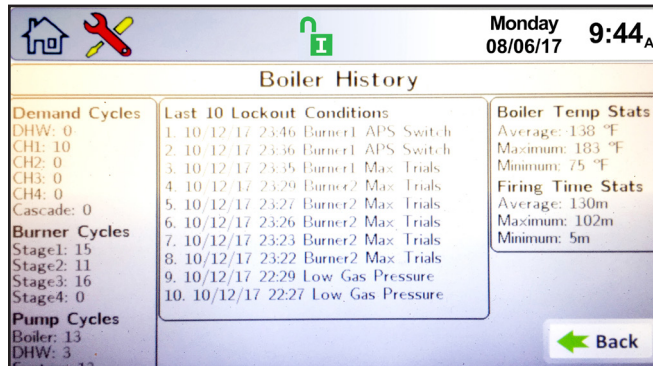 Monday
08/06/17
9:44
A
I
Boiler History
Demand Cycles
DHW: 0
CH1: 10
CH2: 0
CH3: 0
CH4: 0
Cascade: 0
Burner Cycles
Stage1: 15
Stage2: 11
Stage3: 16
Stage4: 0
Pump Cycles
Boiler: 13
DHW: 3
Last 10 Lockout Conditions
1. 10/12/17 23:46 Burner1 APS Switch
2. 10/12/17 23:36 Burner1 APS Switch
3. 10/12/17 23:35 Burner1 Max Trials
4. 10/12/17 23:29 Burner2 Max Trials
5. 10/12/17 23:27 Burner2 Max Trials
6. 10/12/17 23:26 Burner2 Max Trials
7. 10/12/17 23:23 Burner2 Max Trials
8. 10/12/17 23:22 Burner2 Max Trials
9. 10/12/17 22:29 Low Gas Pressure
10. 10/12/17 22:27 Low Gas Pressure
Boiler Temp Stats
Average: 138 °F
Maximum: 183 °F
Minimum: 75 °F
Firing Time Stats
Average: 130m
Maximum: 102m
Minimum: 5m
Back